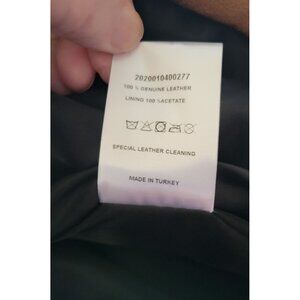 2020010400277
100 % GENUINE LEATHER
LINING 100 %ACETATE
SPECIAL LEATHER CLEANING
MADE IN TURKEY